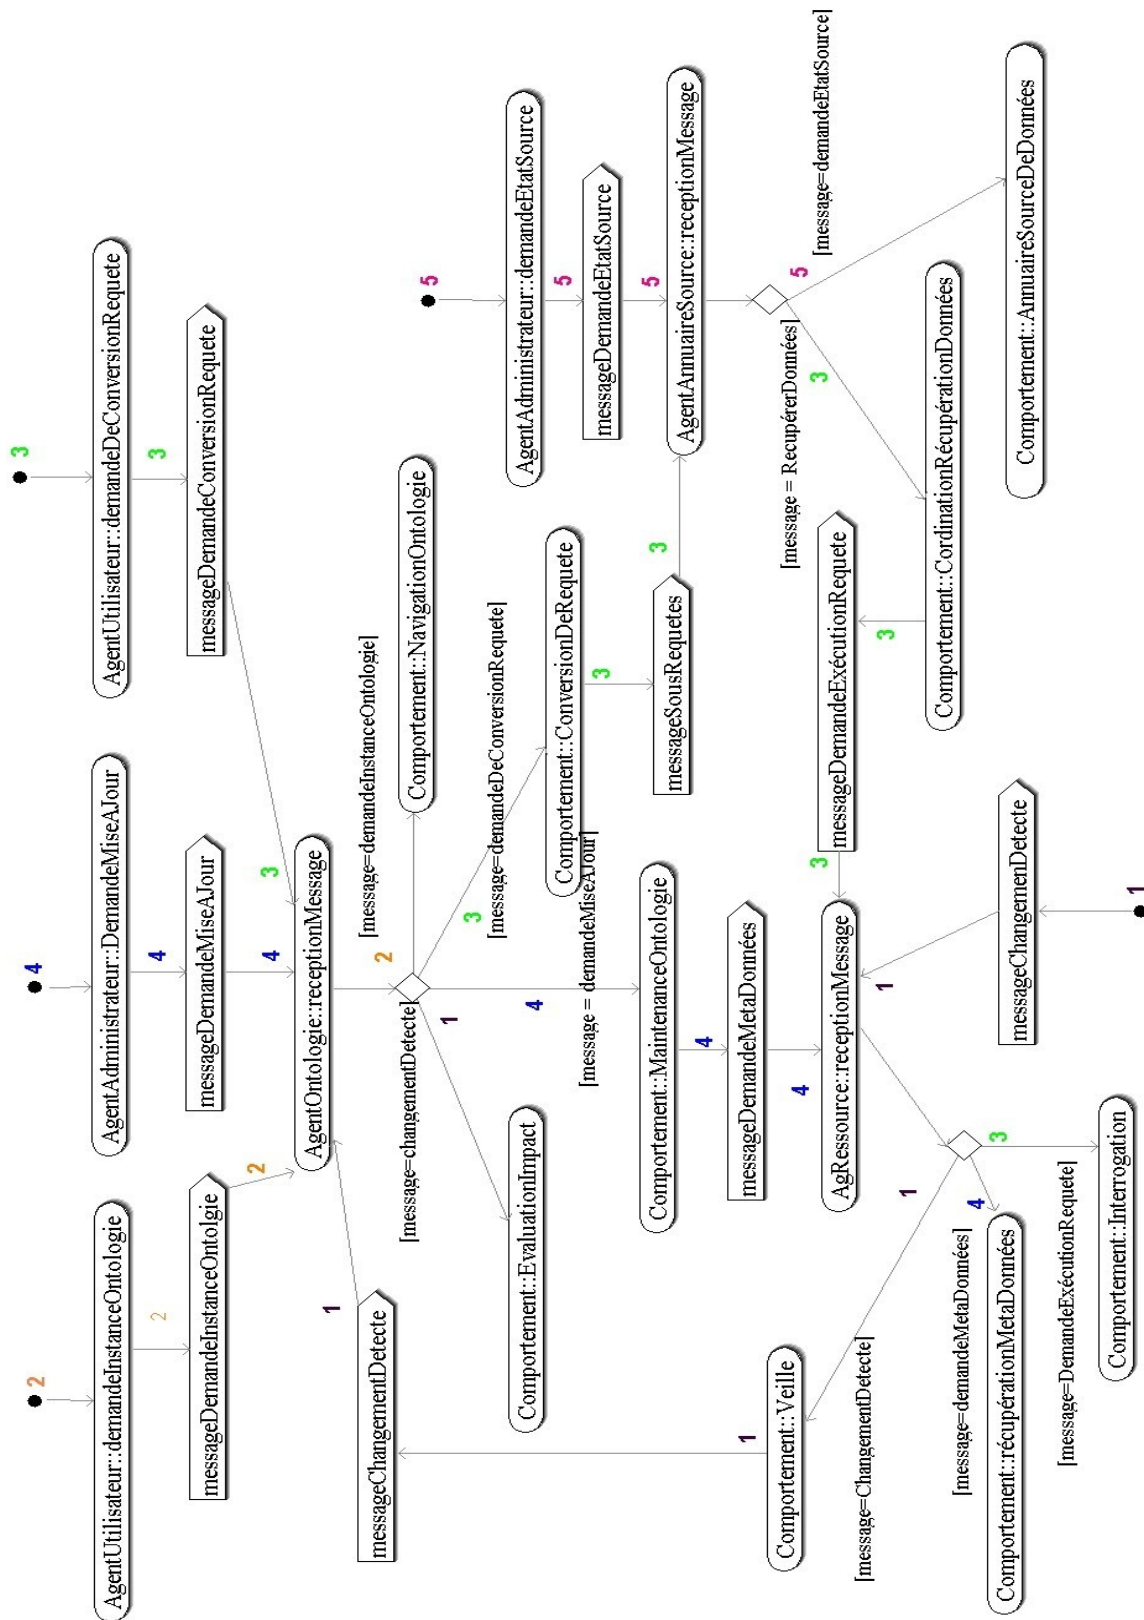 2
AgentUtilisateur::demandeInstanceOntologie
2
messageDemandeInstanceOntolgie
2
4
AgentAdministrateur::DemandeMiseAJour
4
messageDemandeMiseAJour
4
3
AgentUtilisateur::demandeDeConversionRequete
3
messageDemandeConversionRequete
3
AgentOntologie::receptionMessage
1
messageChangementDetecte
[message=changementDetecte]
1
2
[message=demandeInstanceOntologie]
Comportement::NavigationOntologie
3
[message=demandeDeConversionRequete]
Comportement::ConversionDeRequete
3
messageSousRequetes
3
4
[message = demandeMiseAJour]
Comportement::EvaluationImpact
Comportement::MaintenanceOntologie
4
messageDemandeMetaDonnées
4
5
AgentAdministrateur::demandeEtatSource
5
messageDemandeEtatSource
5
AgentAnnuaireSource::receptionMessage
[message = RecupérerDonnées]
3
5
[message=demandeEtatSource]
Comportement::CordinationRécupérationDonnées
Comportement::AnnuaireSourceDeDonnées
3
messageDemandeExécutionRequete
3
AgRessource::receptionMessage
1
messageChangementDetecte
1
1
Comportement::Veille
1
[message=ChangementDetecte]
4
[message=demandeMetaDonnées]
Comportement::récupérationMetaDonnées
3
[message=DemandeExécutionRequete]
Comportement::Interrogation